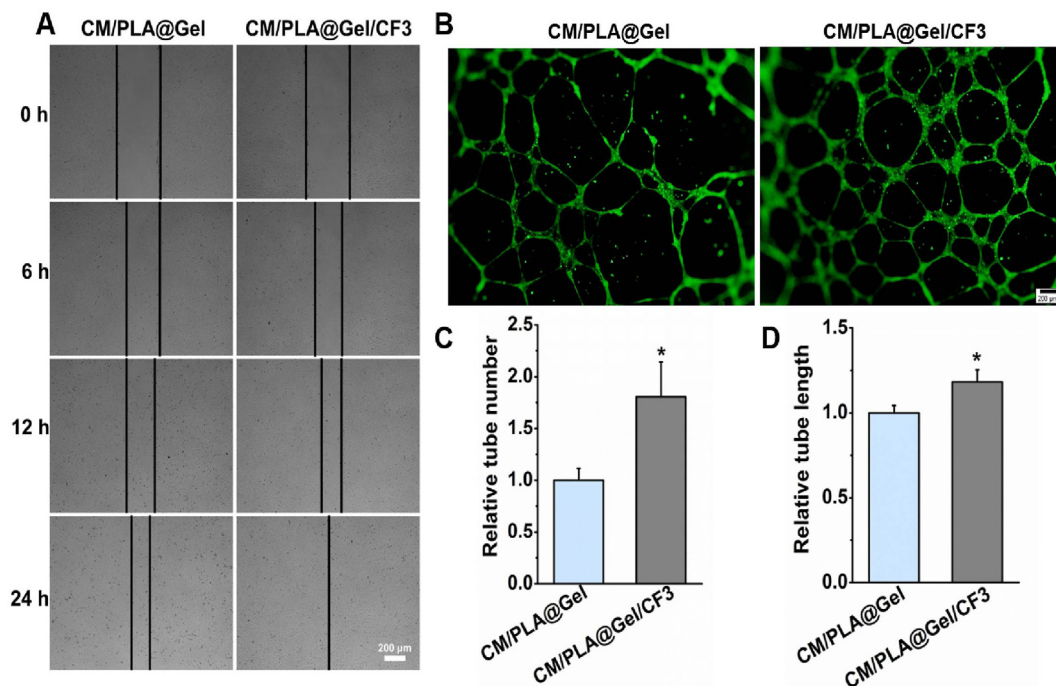 A
CM/PLA@Gel CM/PLA@Gel/CF3
0 h
6 h
12 h
24 h
200 μm
B
CM/PLA@Gel CM/PLA@Gel/CF3
200 μm
C
Relative tube number
2.5
2.0
1.5
1.0
0.5
0.0
*
CM/PLA@Gel
CM/PLA@Gel/CF3
D
Relative tube length
1.5
1.0
0.5
0.0
*
CM/PLA@Gel
CM/PLA@Gel/CF3